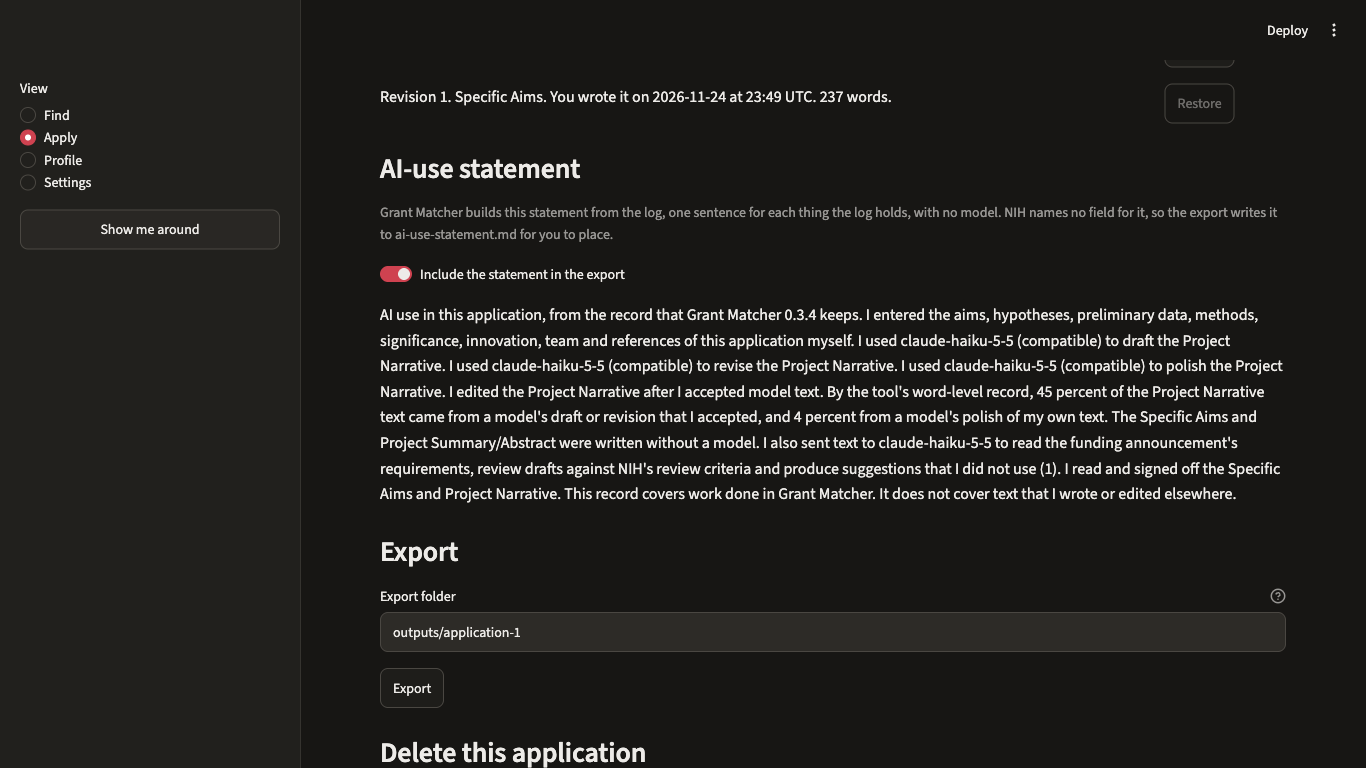 Deploy
View
Find
Apply
Profile
Settings
Show me around
Revision 1. Specific Aims. You wrote it on 2026-11-24 at 23:49 UTC. 237 words.
Restore
AI-use statement
Grant Matcher builds this statement from the log, one sentence for each thing the log holds, with no model. NIH names no field for it, so the export writes it
to ai-use-statement.md for you to place.
Include the statement in the export
AI use in this application, from the record that Grant Matcher 0.3.4 keeps. I entered the aims, hypotheses, preliminary data, methods,
significance, innovation, team and references of this application myself. I used claude-haiku-5-5 (compatible) to draft the Project
Narrative. I used claude-haiku-5-5 (compatible) to revise the Project Narrative. I used claude-haiku-5-5 (compatible) to polish the Project
Narrative. I edited the Project Narrative after I accepted model text. By the tool's word-level record, 45 percent of the Project Narrative
text came from a model's draft or revision that I accepted, and 4 percent from a model's polish of my own text. The Specific Aims and
Project Summary/Abstract were written without a model. I also sent text to claude-haiku-5-5 to read the funding announcement's
requirements, review drafts against NIH's review criteria and produce suggestions that I did not use (1). I read and signed off the Specific
Aims and Project Narrative. This record covers work done in Grant Matcher. It does not cover text that I wrote or edited elsewhere.
Export
Export folder
outputs/application-1
Export
Delete this application